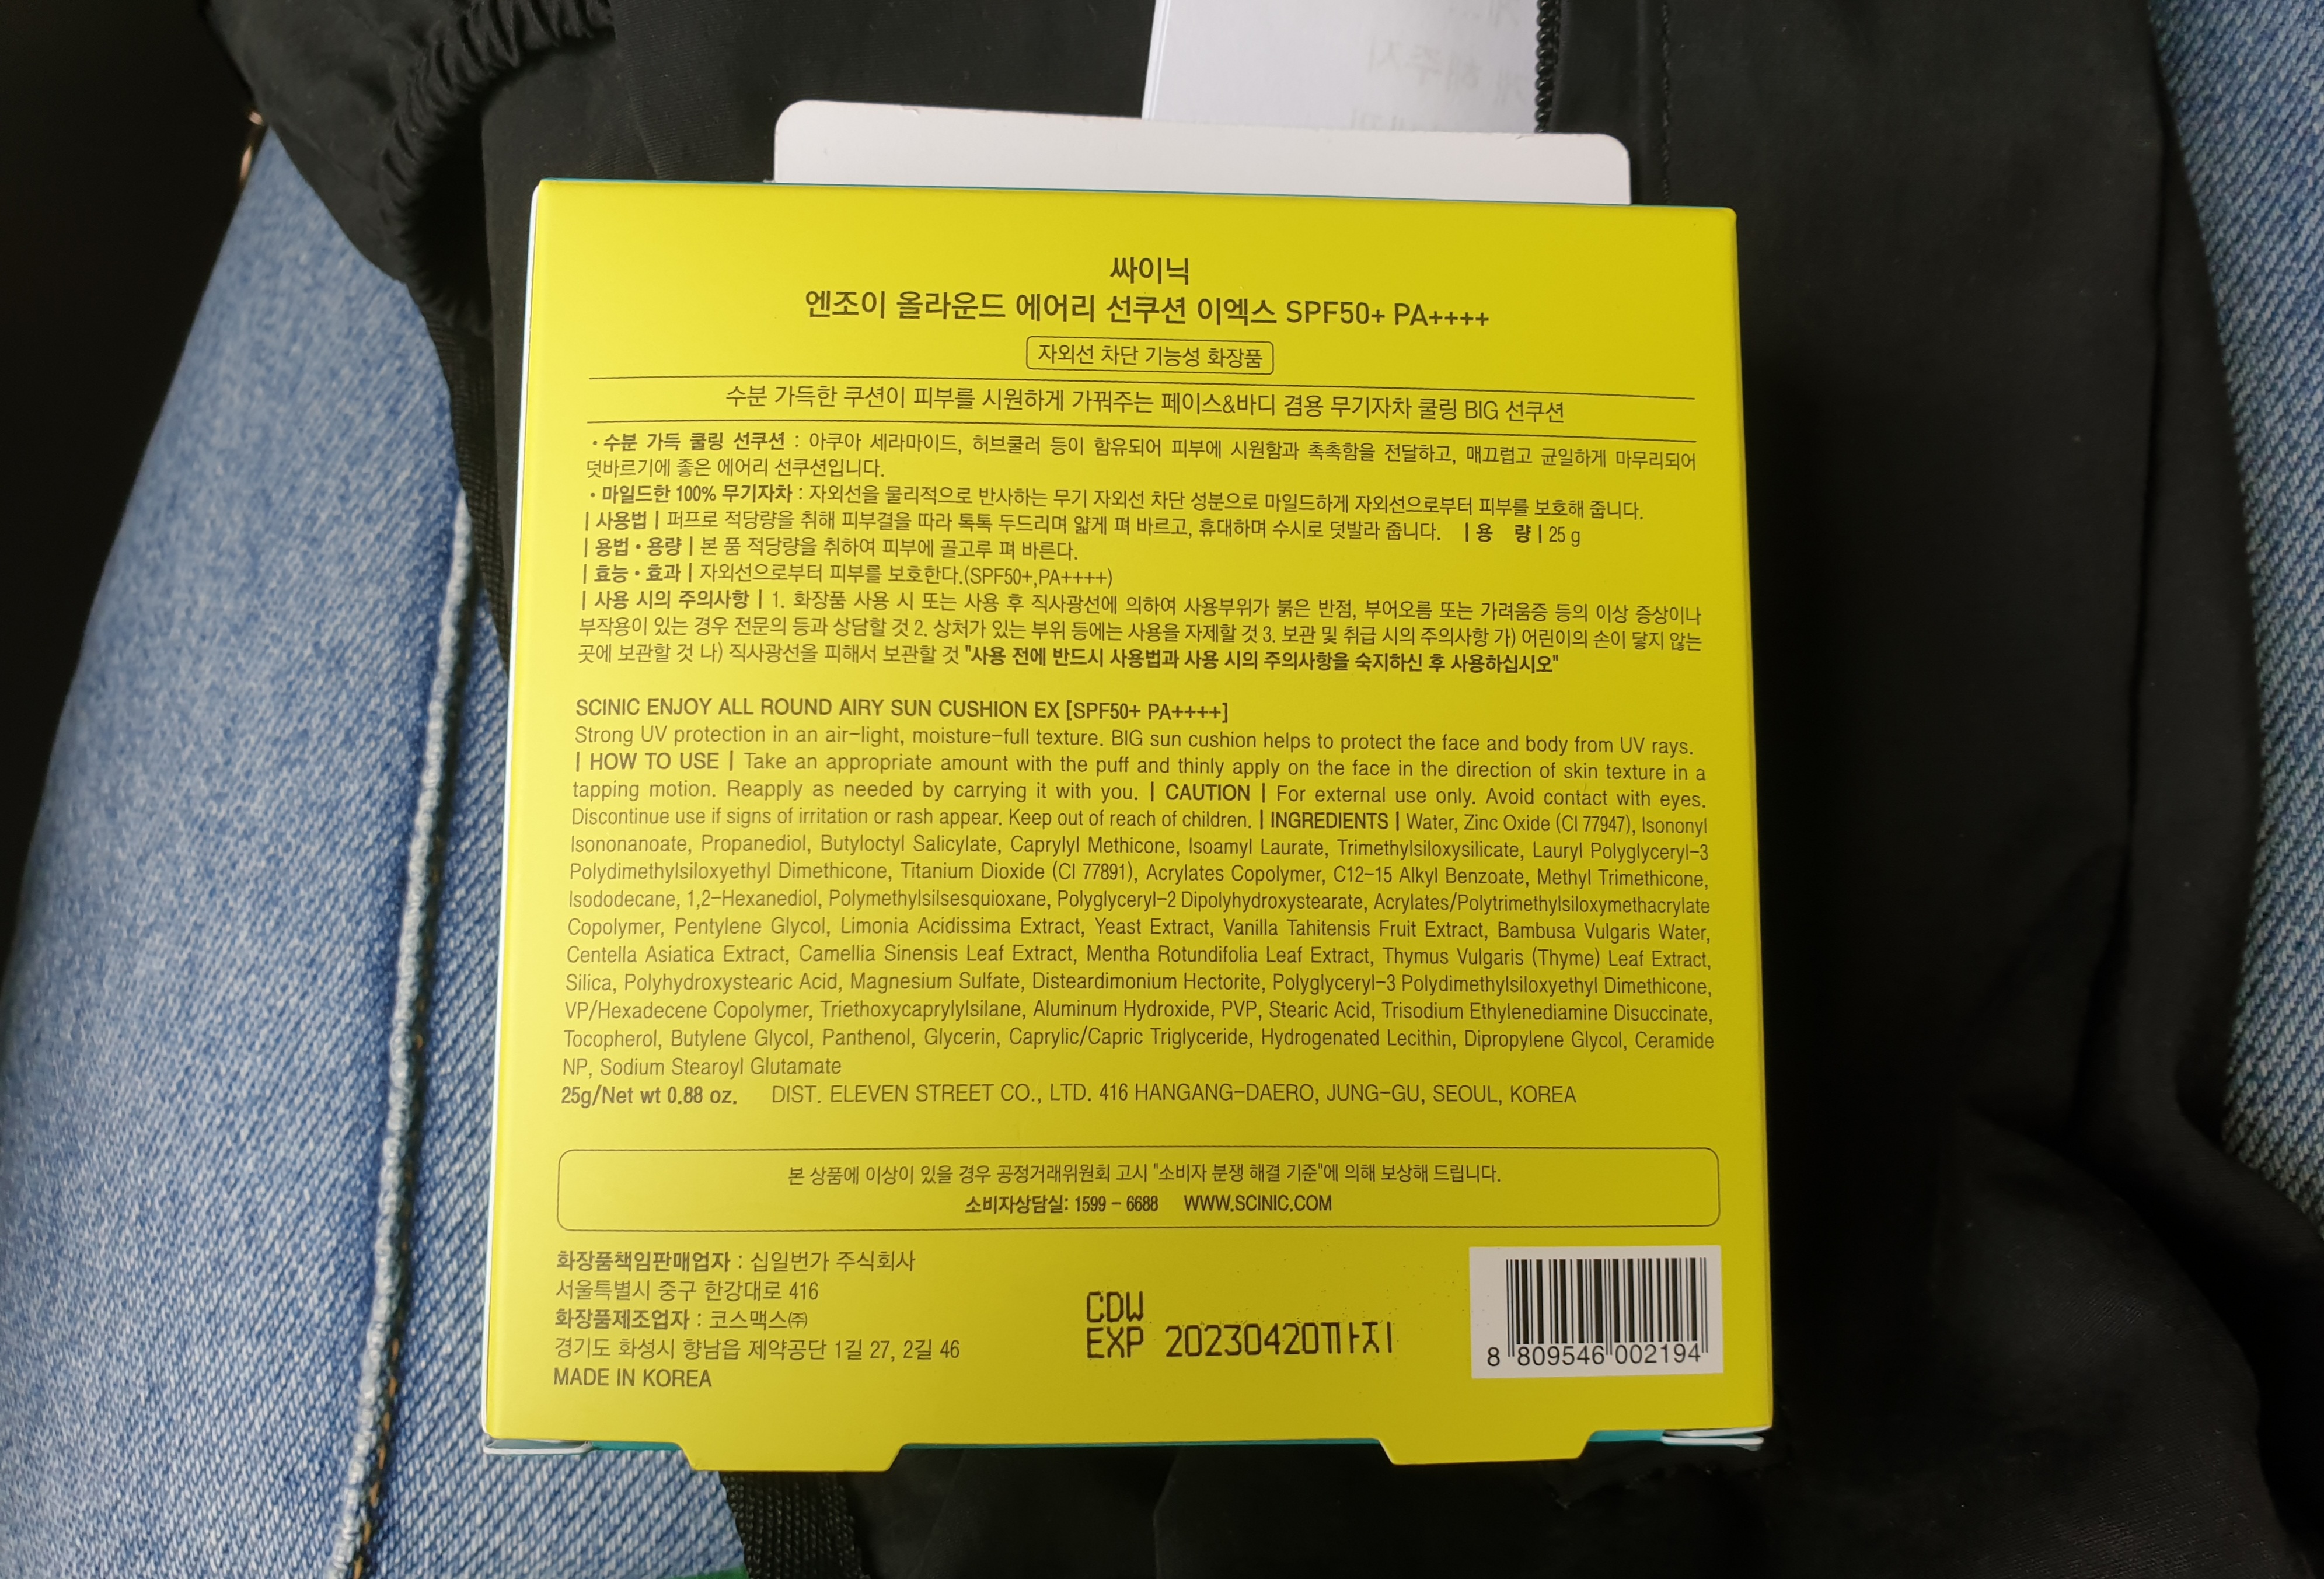 게 해주지
싸이닉
엔조이 올라운드 에어리 선쿠션 이엑스 SPF50+ PA++++
자외선 차단 기능성 화장품
수분 가득한 쿠션이 피부를 시원하게 가꿔주는 페이스&바디 겸용 무기자차 쿨링 BIG 선쿠션
• 수분 가득 쿨링 선쿠션 : 아쿠아 세라마이드, 허브쿨러 등이 함유되어 피부에 시원함과 촉촉함을 전달하고, 매끄럽고 균일하게 마무리되어
덧바르기에 좋은 에어리 선쿠션입니다.
• 마일드한 100% 무기자차 : 자외선을 물리적으로 반사하는 무기 자외선 차단 성분으로 마일드하게 자외선으로부터 피부를 보호해 줍니다.
| 사용법 | 퍼프로 적당량을 취해 피부결을 따라 톡톡 두드리며 얇게 펴 바르고, 휴대하며 수시로 덧발라 줍니다. | 용 량 | 25 g
| 용법 • 용량 | 본 품 적당량을 취하여 피부에 골고루 펴 바른다.
| 효능 • 효과 | 자외선으로부터 피부를 보호한다.(SPF50+,PA++++)
| 사용 시의 주의사항 | 1. 화장품 사용 시 또는 사용 후 직사광선에 의하여 사용부위가 붉은 반점, 부어오름 또는 가려움증 등의 이상 증상이나
부작용이 있는 경우 전문의 등과 상담할 것 2. 상처가 있는 부위 등에는 사용을 자제할 것 3. 보관 및 취급 시의 주의사항 가) 어린이의 손이 닿지 않는
곳에 보관할 것 나) 직사광선을 피해서 보관할 것 "사용 전에 반드시 사용법과 사용 시의 주의사항을 숙지하신 후 사용하십시오"
SCINIC ENJOY ALL ROUND AIRY SUN CUSHION EX [SPF50+ PA++++]
Strong UV protection in an air-light, moisture-full texture. BIG sun cushion helps to protect the face and body from UV rays.
| HOW TO USE | Take an appropriate amount with the puff and thinly apply on the face in the direction of skin texture in a
tapping motion. Reapply as needed by carrying it with you. | CAUTION | For external use only. Avoid contact with eyes.
Discontinue use if signs of irritation or rash appear. Keep out of reach of children. | INGREDIENTS | Water, Zinc Oxide (CI 77947), Isononyl
Isononanoate, Propanediol, Butyloctyl Salicylate, Caprylyl Methicone, Isoamyl Laurate, Trimethylsiloxysilicate, Lauryl Polyglyceryl-3
Polydimethylsiloxyethyl Dimethicone, Titanium Dioxide (CI 77891), Acrylates Copolymer, C12-15 Alkyl Benzoate, Methyl Trimethicone,
Isododecane, 1,2-Hexanediol, Polymethylsilsesquioxane, Polyglyceryl-2 Dipolyhydroxystearate, Acrylates/Polytrimethylsiloxymethacrylate
Copolymer, Pentylene Glycol, Limonia Acidissima Extract, Yeast Extract, Vanilla Tahitensis Fruit Extract, Bambusa Vulgaris Water,
Centella Asiatica Extract, Camellia Sinensis Leaf Extract, Mentha Rotundifolia Leaf Extract, Thymus Vulgaris (Thyme) Leaf Extract,
Silica, Polyhydroxystearic Acid, Magnesium Sulfate, Disteardimonium Hectorite, Polyglyceryl-3 Polydimethylsiloxyethyl Dimethicone,
VP/Hexadecene Copolymer, Triethoxycaprylylsilane, Aluminum Hydroxide, PVP, Stearic Acid, Trisodium Ethylenediamine Disuccinate,
Tocopherol, Butylene Glycol, Panthenol, Glycerin, Caprylic/Capric Triglyceride, Hydrogenated Lecithin, Dipropylene Glycol, Ceramide
NP, Sodium Stearoyl Glutamate
25g/Net wt 0.88 oz. DIST. ELEVEN STREET CO., LTD. 416 HANGANG-DAERO, JUNG-GU, SEOUL, KOREA
본 상품에 이상이 있을 경우 공정거래위원회 고시 "소비자 분쟁 해결 기준"에 의해 보상해 드립니다.
소비자상담실: 1599 - 6688 WWW.SCINIC.COM
화장품책임판매업자 : 십일번가 주식회사
서울특별시 중구 한강대로 416
화장품제조업자 : 코스맥스㈜
경기도 화성시 향남읍 제약공단 1길 27, 2길 46
MADE IN KOREA
CDW
EXP 20230420까지
8 809546 002194